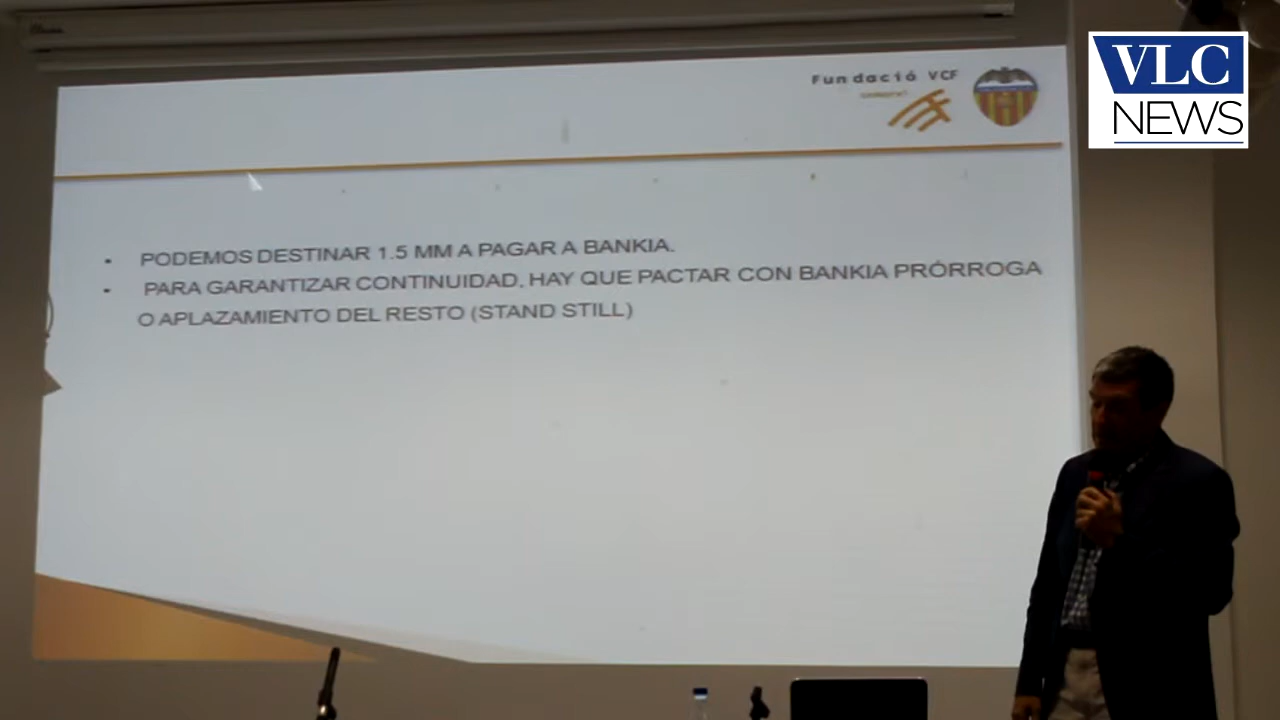 VLC
NEWS
Fundació VCF
• PODEMOS DESTINAR 1.5 MM A PAGAR A BANKIA.
• PARA GARANTIZAR CONTINUIDAD, HAY QUE PACTAR CON BANKIA PRÓRROGA
O APLAZAMIENTO DEL RESTO (STAND STILL)